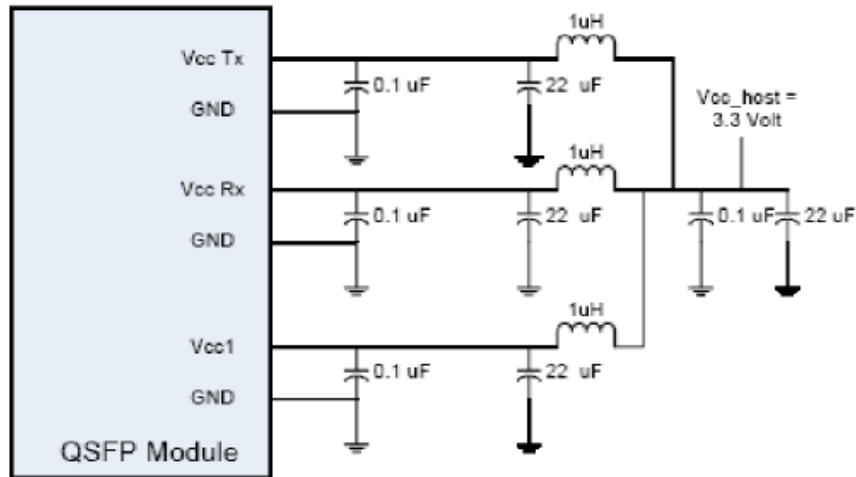 1uH
Vcc Tx
0.1 uF
22 uF
Vcc_host =
3.3 Volt
GND
1uH
Vcc Rx
0.1 uF
22 uF
0.1 uF
22 uF
GND
1uH
Vcc1
0.1 uF
22 uF
GND
QSFP Module